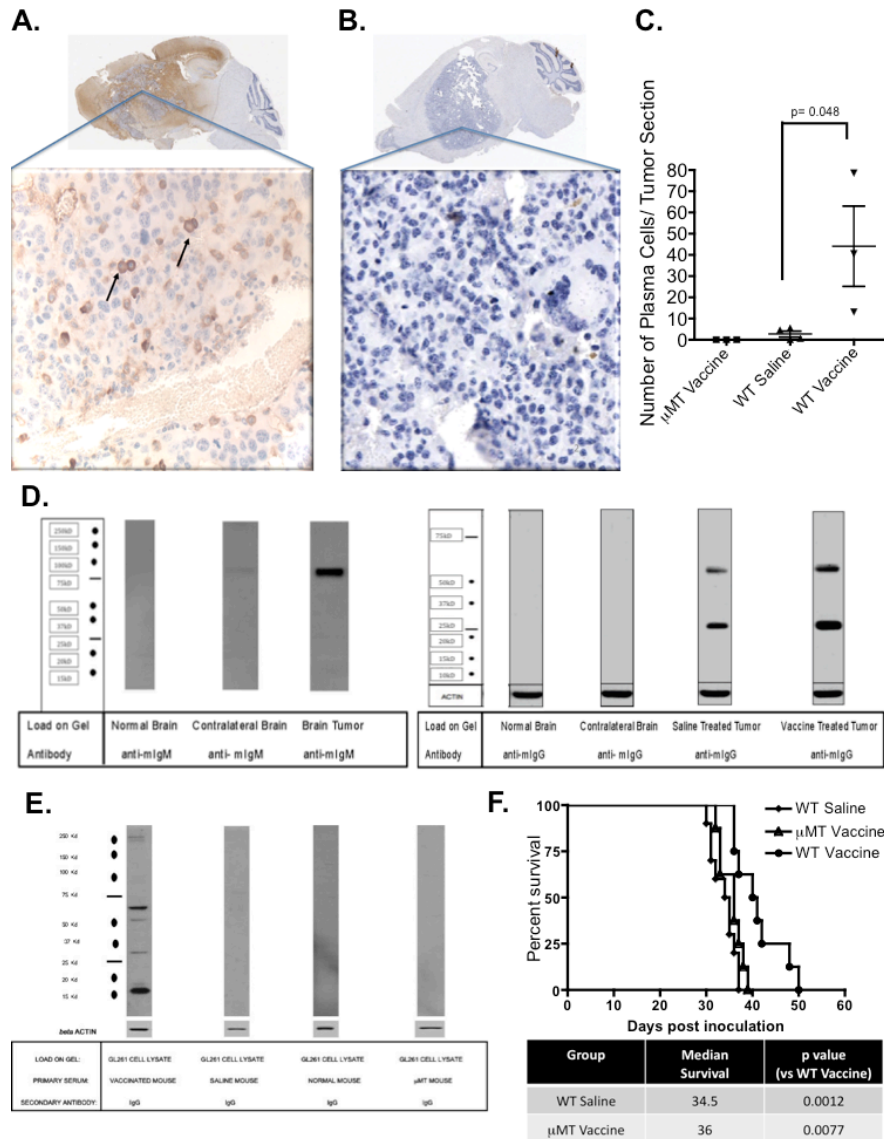 A.
B.
C.
p= 0.048
Number of Plasma Cells/ Tumor Section
80
70
60
50
40
30
20
10
0
μMT Vaccine
WT Saline
WT Vaccine
D.
250kD
150kD
100kD
75kD
50kD
37kD
25kD
20kD
15kD
Load on Gel
Normal Brain
Contralateral Brain
Brain Tumor
Antibody
anti-mIgM
anti- mIgM
anti-mIgM
75kD
50kD
37kD
25kD
20kD
15kD
10kD
ACTIN
Load on Gel
Normal Brain
Contralateral Brain
Saline Treated Tumor
Vaccine Treated Tumor
Antibody
anti-mIgG
anti-mIgG
anti-mIgG
anti-mIgG
E.
250 Kd
150 Kd
100 Kd
75 Kd
50 Kd
37 Kd
25 Kd
20 Kd
15 Kd
beta ACTIN
LOAD ON GEL:
GL261 CELL LYSATE
GL261 CELL LYSATE
GL261 CELL LYSATE
GL261 CELL LYSATE
PRIMARY SERUM:
VACCINATED MOUSE
SALINE MOUSE
NORMAL MOUSE
μMT MOUSE
SECONDARY ANTIBODY:
IgG
IgG
IgG
IgG
F.
Percent survival
100
75
50
25
0
0
10
20
30
40
50
60
Days post inoculation
WT Saline
μMT Vaccine
WT Vaccine
Group
Median Survival
p value (vs WT Vaccine)
WT Saline
34.5
0.0012
μMT Vaccine
36
0.0077